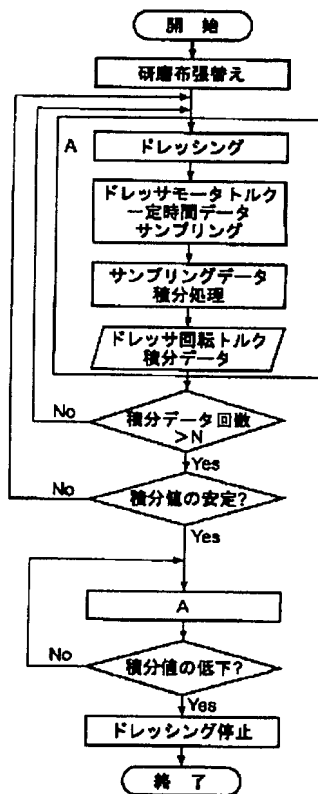 開 始
研磨布張替え
A
ドレッシング
ドレッサモータトルク
一定時間データ
サンプリング
サンプリングデータ
積分処理
ドレッサ回転トルク
積分データ
No
積分データ回数
>N
Yes
No
積分値の安定?
Yes
A
No
積分値の低下?
Yes
ドレッシング停止
終 了